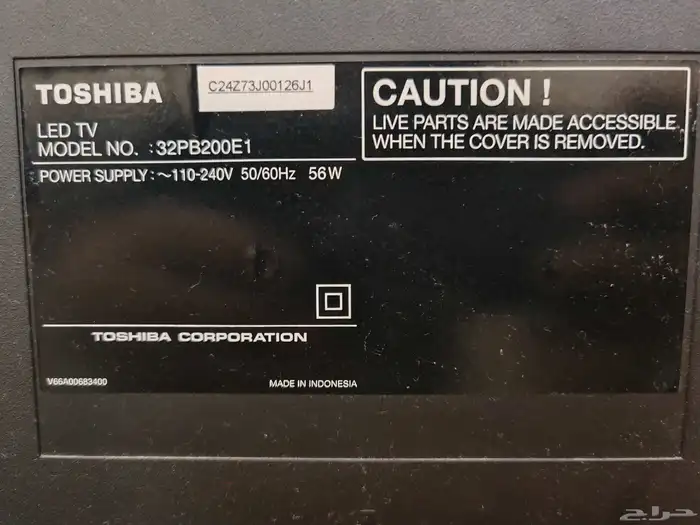 TOSHIBA
C24Z73J00126J1
LED TV
MODEL NO. :32PB200E1
POWER SUPPLY: ~110-240V 50/60Hz 56W
CAUTION !
LIVE PARTS ARE MADE ACCESSIBLE
WHEN THE COVER IS REMOVED.
TOSHIBA CORPORATION
V66A00683400
MADE IN INDONESIA
حراج